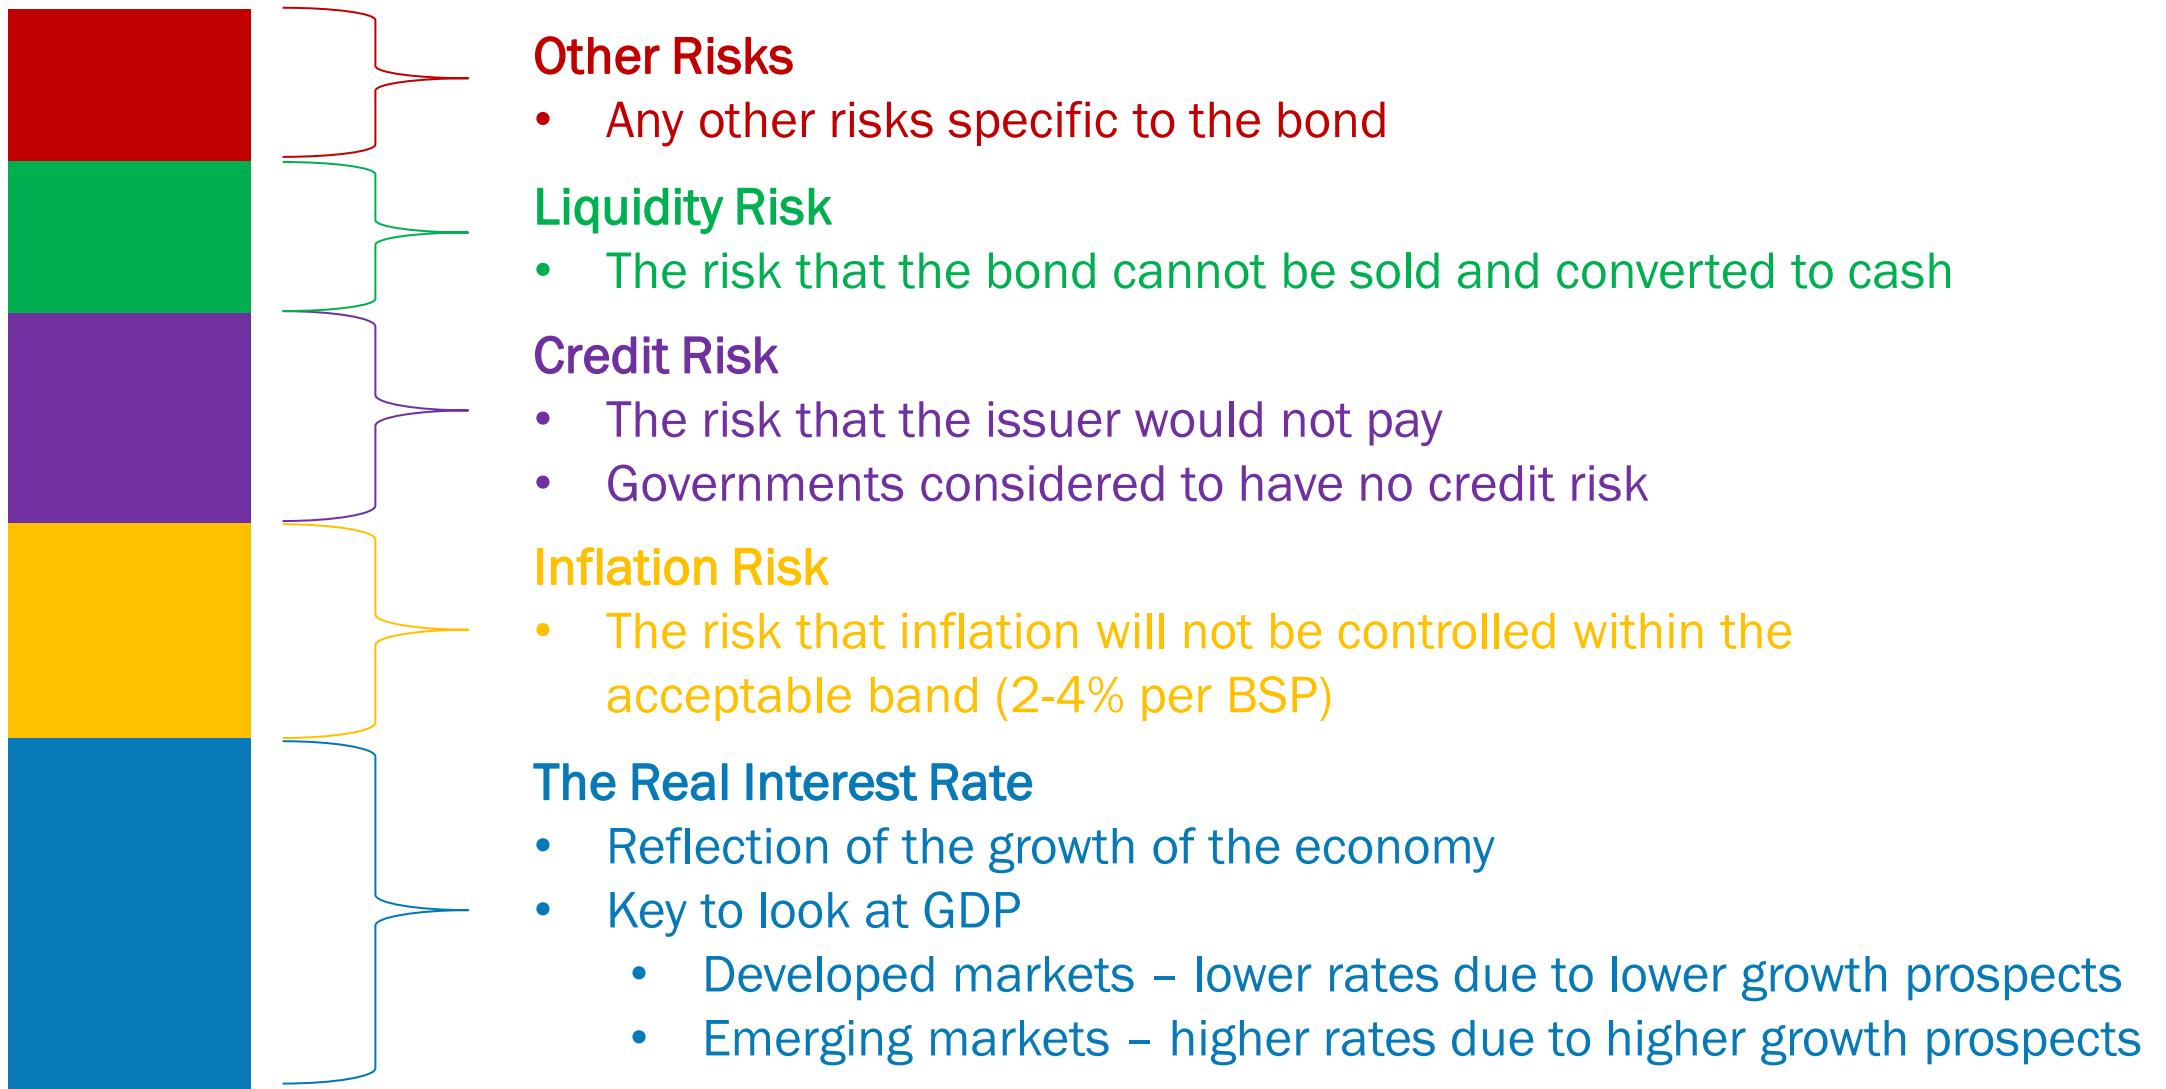 Other Risks
• Any other risks specific to the bond
Liquidity Risk
• The risk that the bond cannot be sold and converted to cash
Credit Risk
• The risk that the issuer would not pay
• Governments considered to have no credit risk
Inflation Risk
• The risk that inflation will not be controlled within the
acceptable band (2-4% per BSP)
The Real Interest Rate
• Reflection of the growth of the economy
• Key to look at GDP
• Developed markets – lower rates due to lower growth prospects
• Emerging markets – higher rates due to higher growth prospects